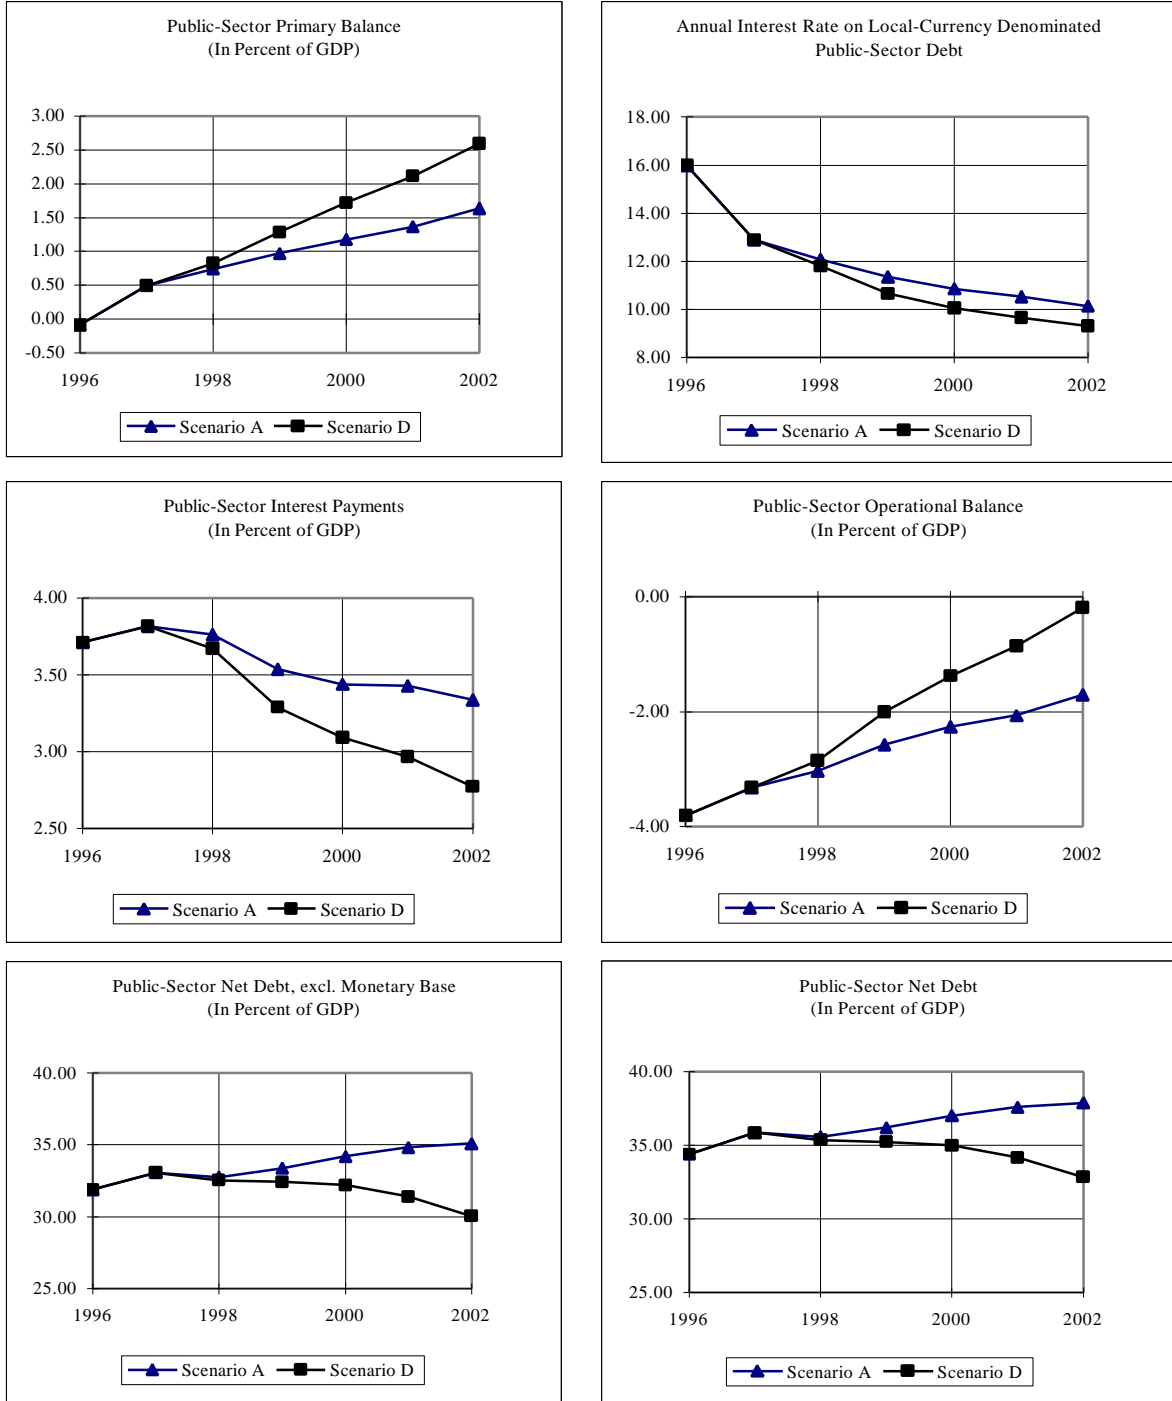 Public-Sector Primary Balance
(In Percent of GDP)
3.00
2.50
2.00
1.50
1.00
0.50
0.00
-0.50
1996 1998 2000 2002
Scenario A Scenario D
Annual Interest Rate on Local-Currency Denominated
Public-Sector Debt
18.00
16.00
14.00
12.00
10.00
8.00
1996 1998 2000 2002
Scenario A Scenario D
Public-Sector Interest Payments
(In Percent of GDP)
4.00
3.50
3.00
2.50
1996 1998 2000 2002
Scenario A Scenario D
Public-Sector Operational Balance
(In Percent of GDP)
0.00
-2.00
-4.00
1996 1998 2000 2002
Scenario A Scenario D
Public-Sector Net Debt, excl. Monetary Base
(In Percent of GDP)
40.00
35.00
30.00
25.00
1996 1998 2000 2002
Scenario A Scenario D
Public-Sector Net Debt
(In Percent of GDP)
40.00
35.00
30.00
25.00
1996 1998 2000 2002
Scenario A Scenario D